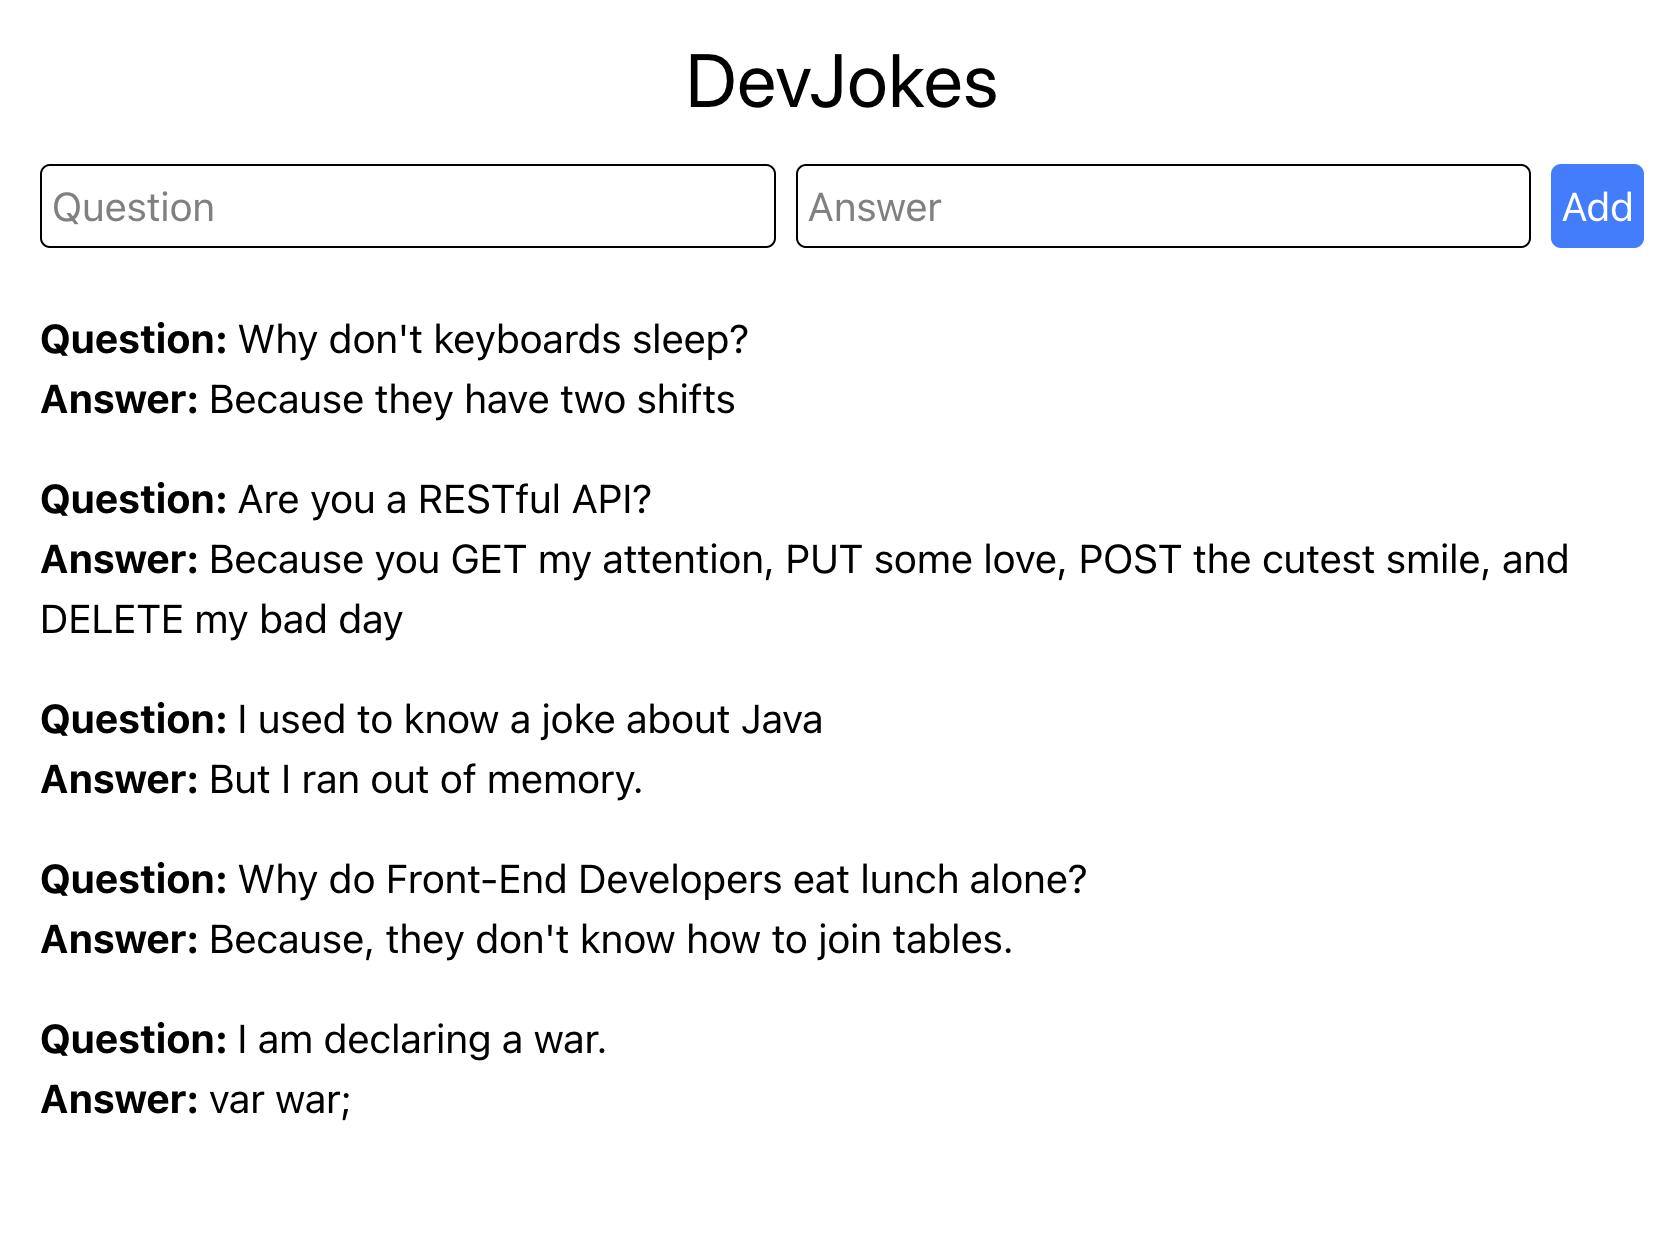 DevJokes
Question
Answer
Add
Question: Why don't keyboards sleep?
Answer: Because they have two shifts
Question: Are you a RESTful API?
Answer: Because you GET my attention, PUT some love, POST the cutest smile, and
DELETE my bad day
Question: I used to know a joke about Java
Answer: But I ran out of memory.
Question: Why do Front-End Developers eat lunch alone?
Answer: Because, they don't know how to join tables.
Question: I am declaring a war.
Answer: var war;